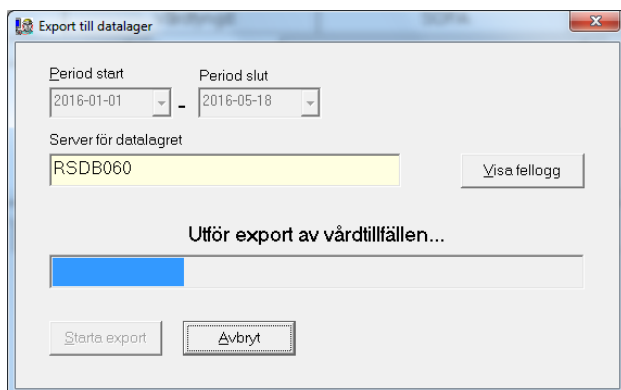 Export till datalager
Period start
Period slut
2016-01-01 - 2016-05-18
Server för datalagret
RSDB060
Visa fellogg
Utför export av vårdtillfällen...
Starta export
Avbryt